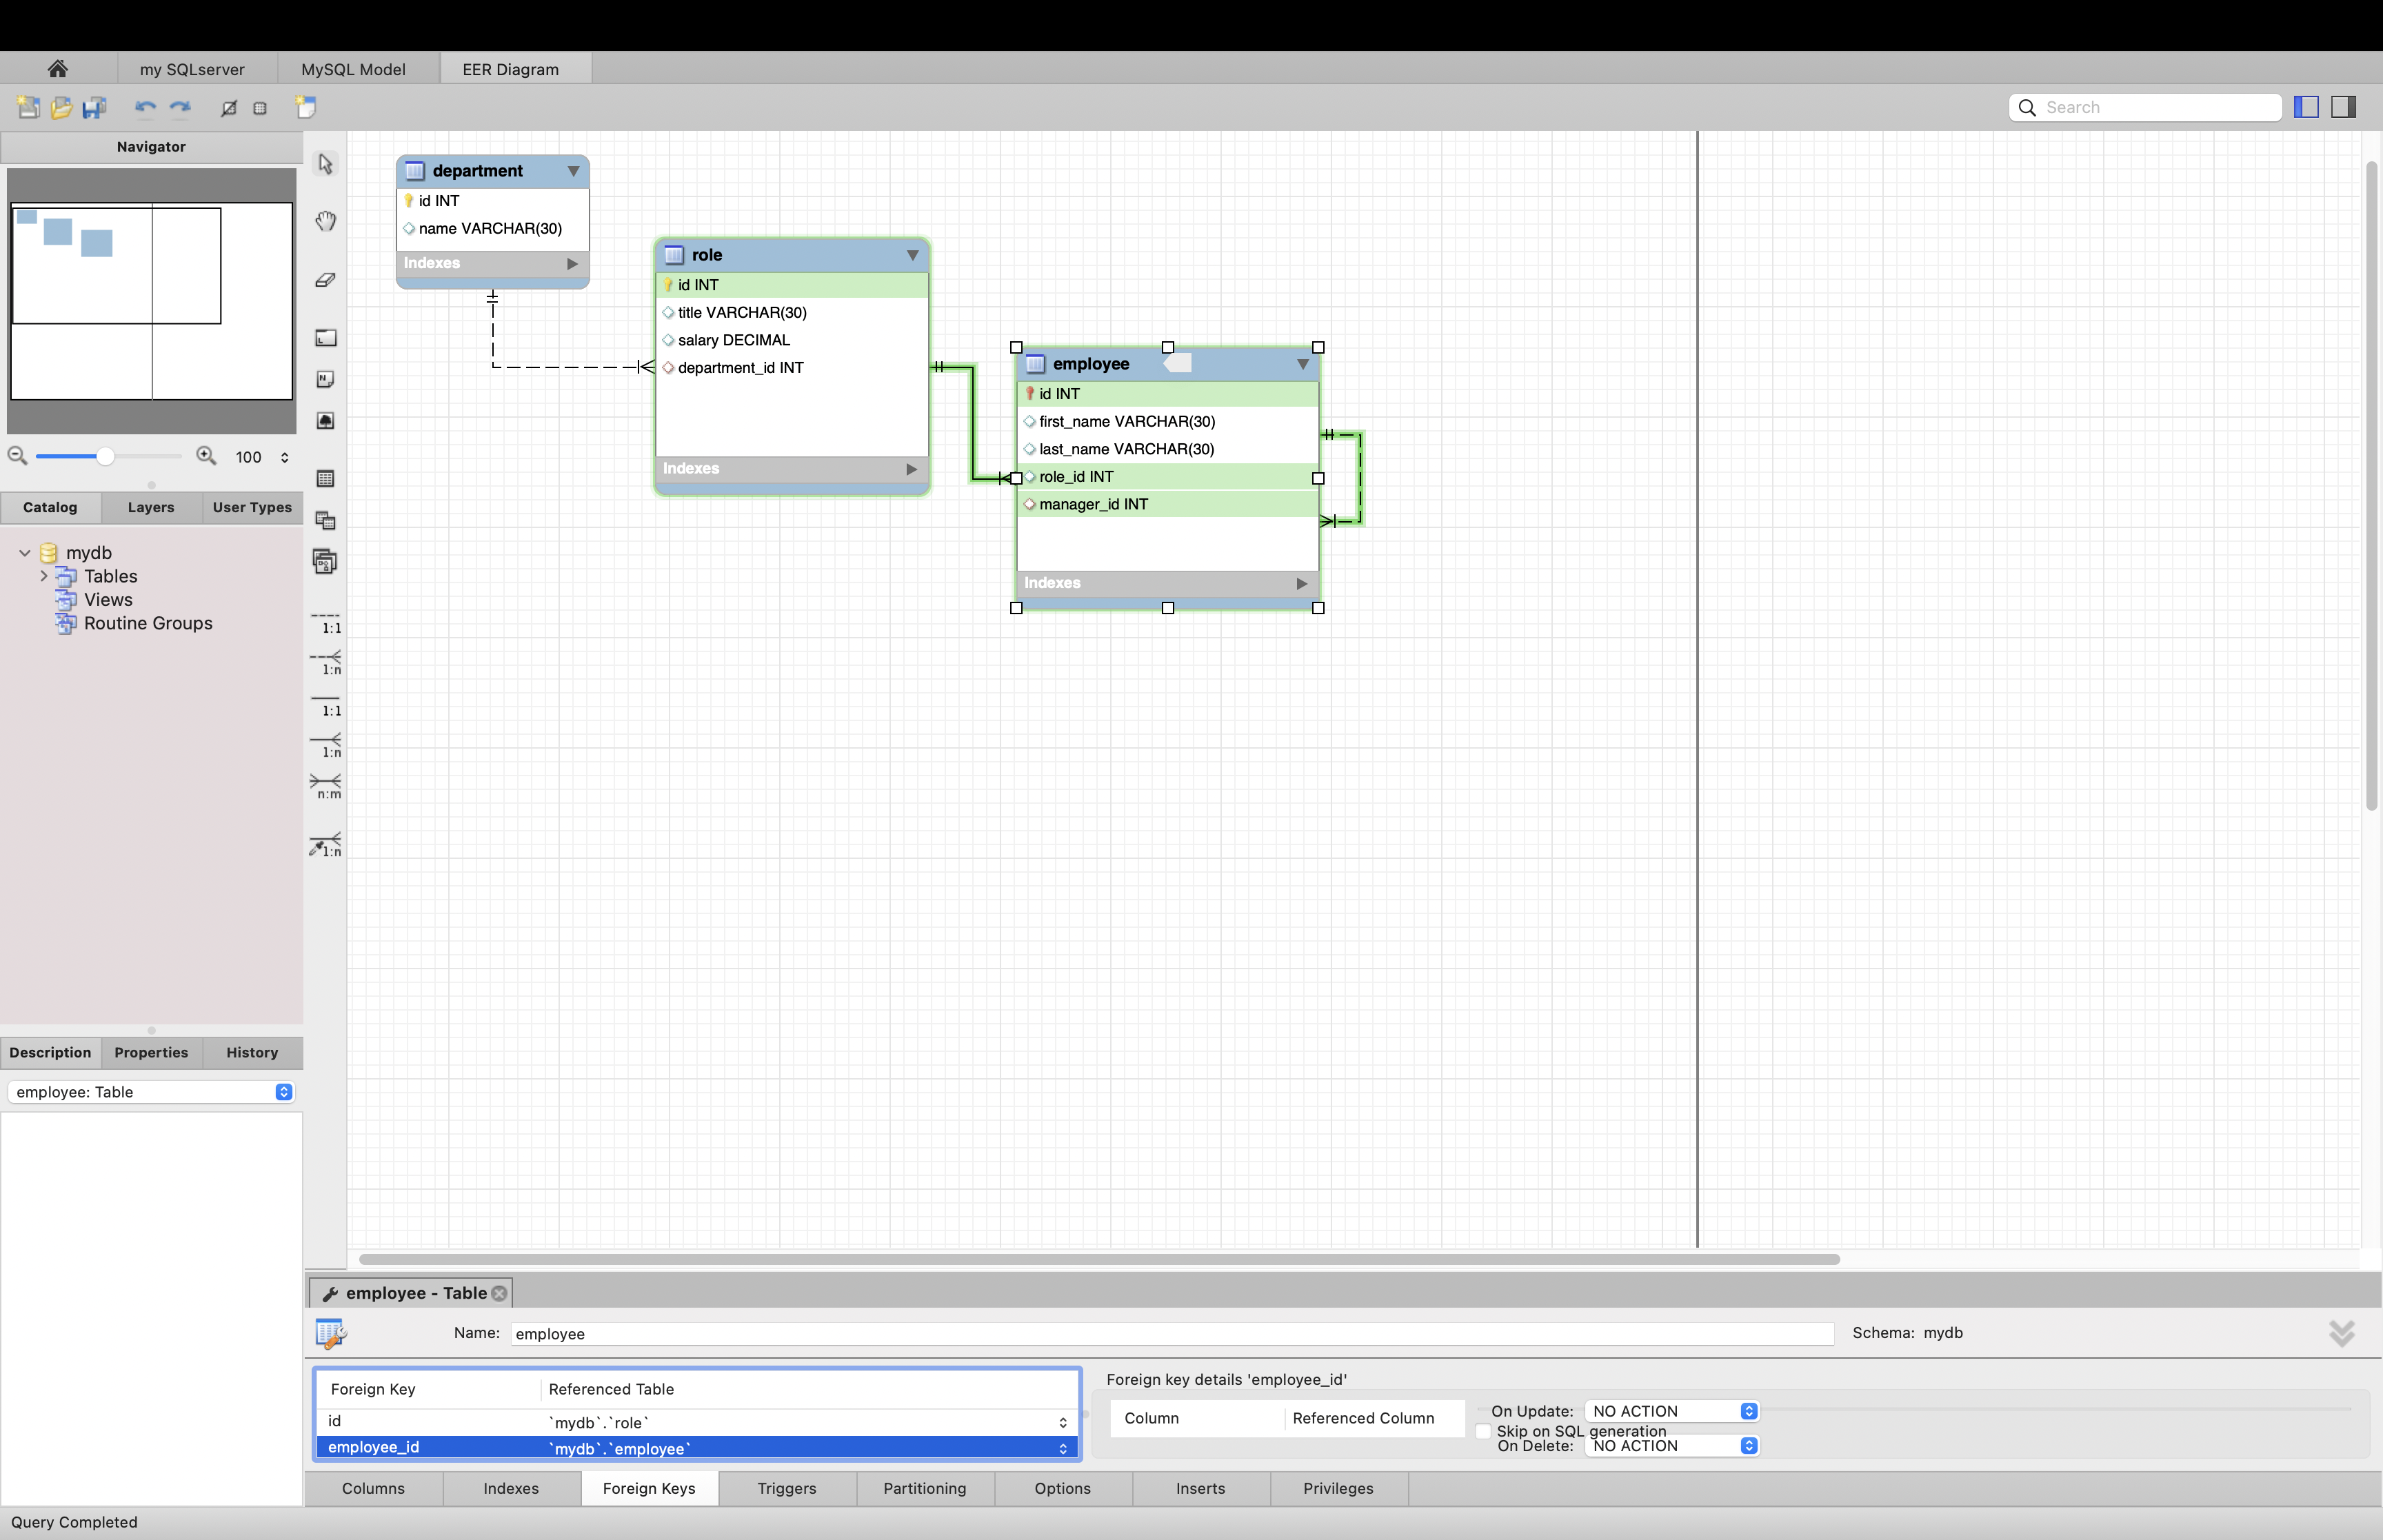 my SQLserver
MySQL Model
EER Diagram
Search
Navigator
100
Catalog
Layers
User Types
mydb
Tables
Views
Routine Groups
Description
Properties
History
employee: Table
1:1
1:n
1:1
1:n
n:m
1:n
department
id INT
name VARCHAR(30)
Indexes
role
id INT
title VARCHAR(30)
salary DECIMAL
department_id INT
Indexes
employee
id INT
first_name VARCHAR(30)
last_name VARCHAR(30)
role_id INT
manager_id INT
Indexes
employee - Table
Name: employee
Schema: mydb
Foreign Key Referenced Table
id `mydb`.`role`
employee_id `mydb`.`employee`
Foreign key details 'employee_id'
Column Referenced Column
On Update: NO ACTION
Skip on SQL generation
On Delete: NO ACTION
Columns
Indexes
Foreign Keys
Triggers
Partitioning
Options
Inserts
Privileges
Query Completed